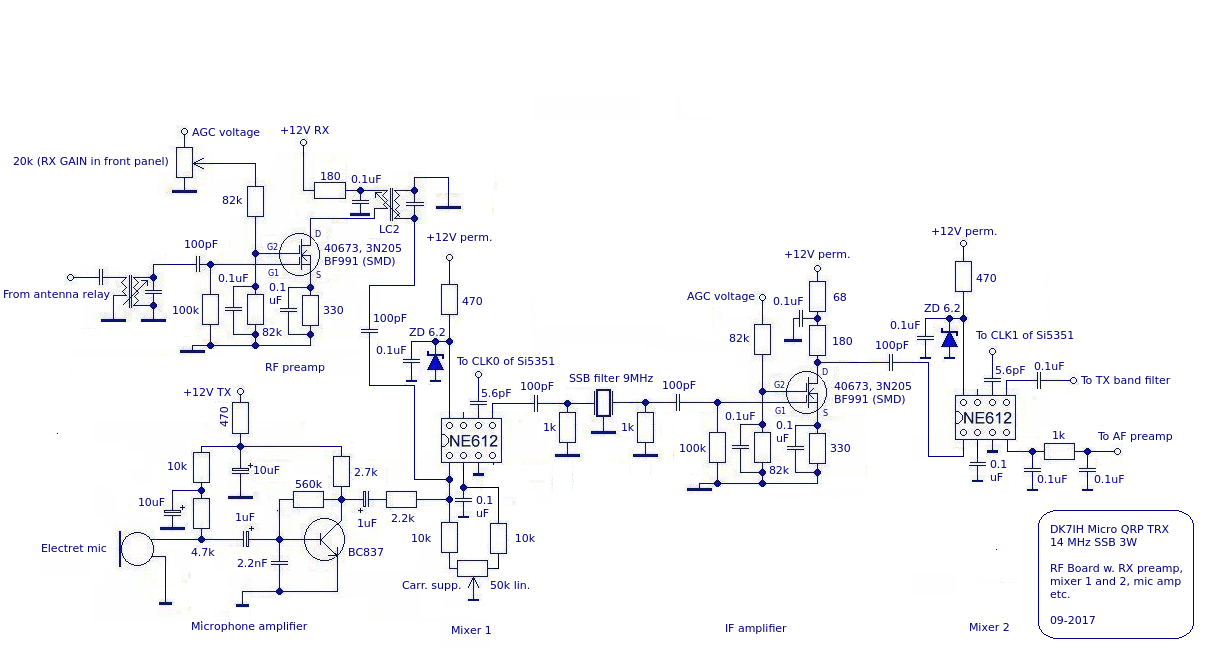 AGC voltage
+12V RX
20k (RX GAIN in front panel)
180
0.1uF
82k
LC2
+12V perm.
100pF
G2
D
40673, 3N205
BF991 (SMD)
G1
S
0.1uF
0.1
uF
From antenna relay
100k
82k
330
RF preamp
100pF
470
ZD 6.2
0.1uF
To CLK0 of Si5351
5.6pF
100pF
SSB filter 9MHz
100pF
1k
1k
NE612
+12V TX
470
10k
10uF
2.7k
10uF
560k
1uF
1uF
2.2k
0.1
uF
Electret mic
4.7k
BC837
2.2nF
10k
10k
Carr. supp.
50k lin.
Microphone amplifier
Mixer 1
+12V perm.
AGC voltage
0.1uF
68
82k
180
100pF
G2
D
40673, 3N205
BF991 (SMD)
G1
S
0.1uF
0.1
uF
100k
82k
330
IF amplifier
+12V perm.
470
ZD 6.2
0.1uF
To CLK1 of Si5351
5.6pF
0.1uF
To TX band filter
NE612
1k
To AF preamp
0.1
uF
0.1uF
0.1uF
Mixer 2
DK7IH Micro QRP TRX
14 MHz SSB 3W
RF Board w. RX preamp,
mixer 1 and 2, mic amp
etc.
09-2017